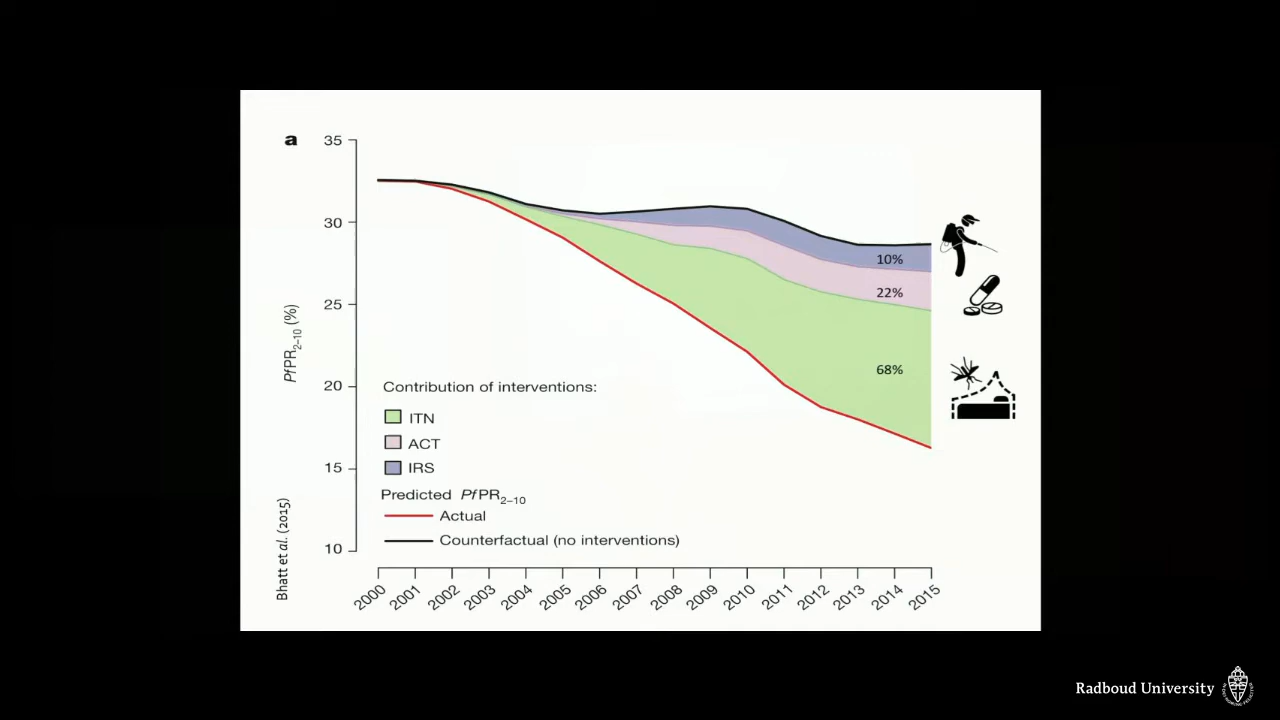 a
35
30
25
20
15
10
PfPR2–10 (%)
10%
22%
68%
Contribution of interventions:
ITN
ACT
IRS
Predicted PfPR2–10
Actual
Counterfactual (no interventions)
Bhatt et al. (2015)
2000 2001 2002 2003 2004 2005 2006 2007 2008 2009 2010 2011 2012 2013 2014 2015
Radboud University